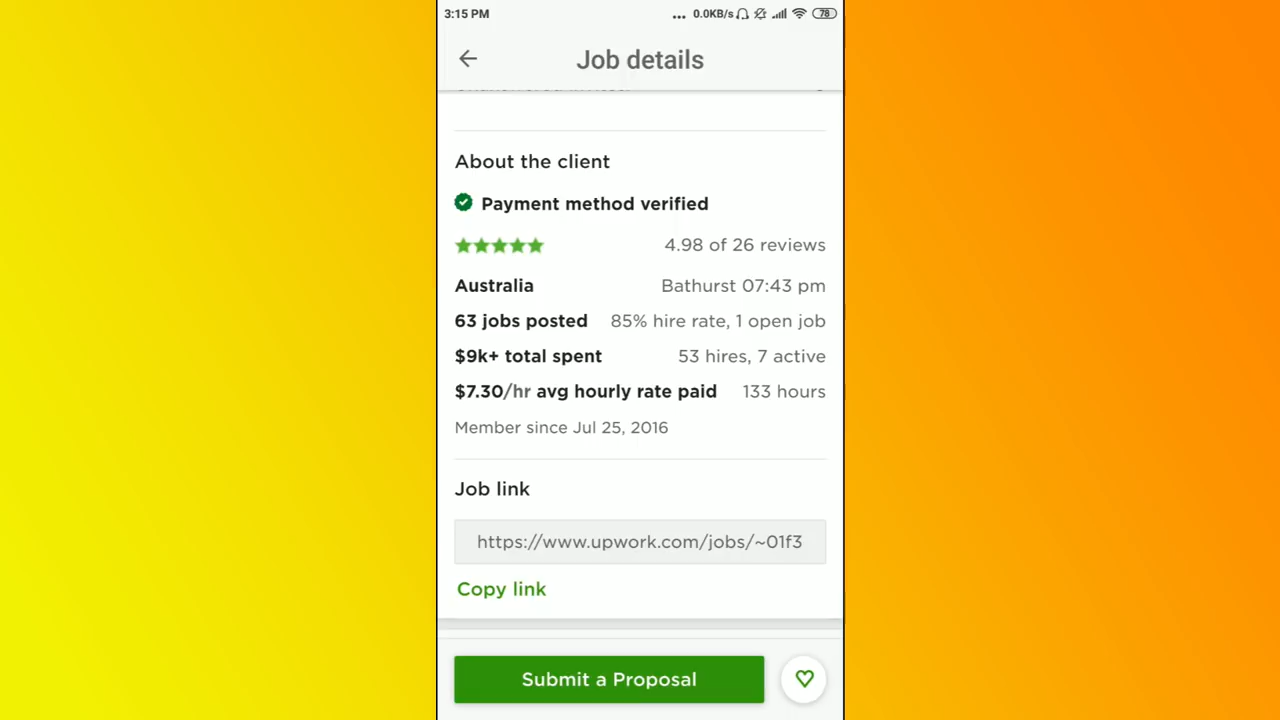 3:15 PM
... 0.0KB/s 78
Job details
About the client
Payment method verified
4.98 of 26 reviews
Australia Bathurst 07:43 pm
63 jobs posted 85% hire rate, 1 open job
$9k+ total spent 53 hires, 7 active
$7.30/hr avg hourly rate paid 133 hours
Member since Jul 25, 2016
Job link
https://www.upwork.com/jobs/~01f3
Copy link
Submit a Proposal